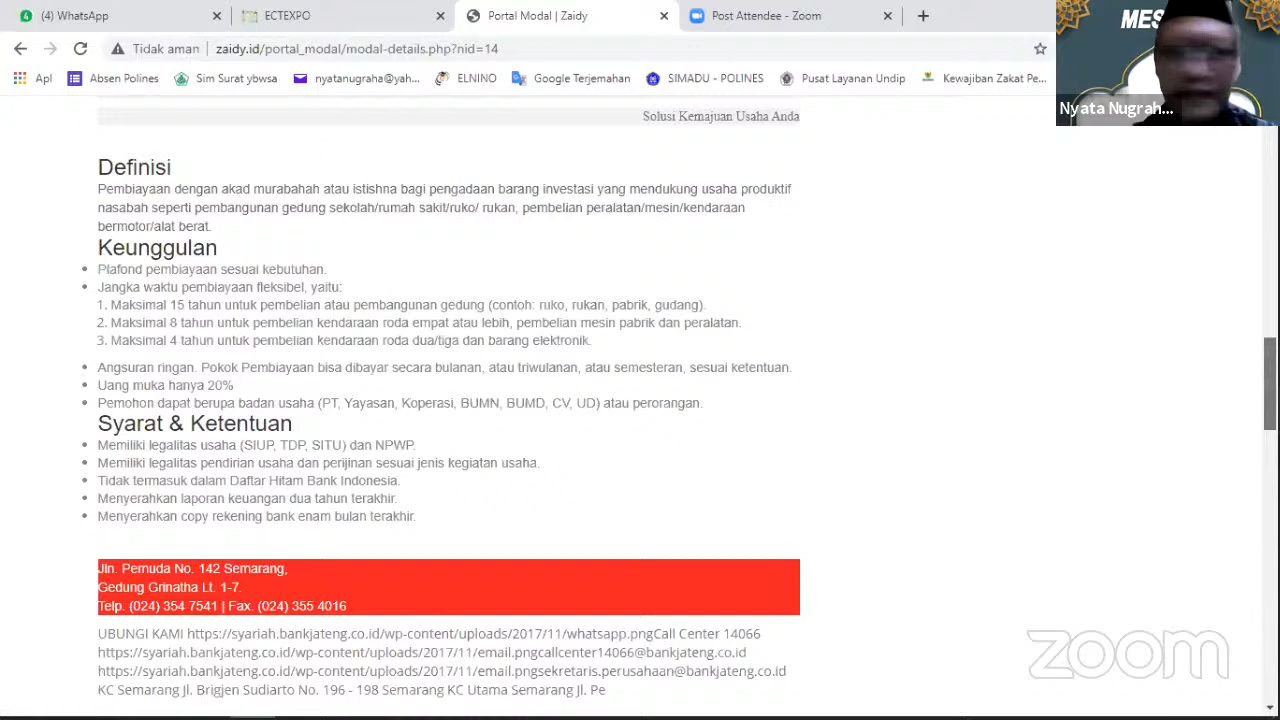 (4) WhatsApp
ECTEXPO
Portal Modal | Zaidy
Post Attendee - Zoom
Tidak aman | zaidy.id/portal_modal/modal-details.php?nid=14
Apl
Absen Polines
Sim Surat ybwsa
nyatanugraha@yah...
ELNINO
Google Terjemahan
SIMADU - POLINES
Pusat Layanan Undip
Kewajiban Zakat Pe...
MES
Nyata Nugrah...
Solusi Kemajuan Usaha Anda
Definisi
Pembiayaan dengan akad murabahah atau istishna bagi pengadaan barang investasi yang mendukung usaha produktif
nasabah seperti pembangunan gedung sekolah/rumah sakit/ruko/ rukan, pembelian peralatan/mesin/kendaraan
bermotor/alat berat.
Keunggulan
Plafond pembiayaan sesuai kebutuhan.
Jangka waktu pembiayaan fleksibel, yaitu:
1. Maksimal 15 tahun untuk pembelian atau pembangunan gedung (contoh: ruko, rukan, pabrik, gudang).
2. Maksimal 8 tahun untuk pembelian kendaraan roda empat atau lebih, pembelian mesin pabrik dan peralatan.
3. Maksimal 4 tahun untuk pembelian kendaraan roda dua/tiga dan barang elektronik.
Angsuran ringan. Pokok Pembiayaan bisa dibayar secara bulanan, atau triwulanan, atau semesteran, sesuai ketentuan.
Uang muka hanya 20%
Pemohon dapat berupa badan usaha (PT, Yayasan, Koperasi, BUMN, BUMD, CV, UD) atau perorangan.
Syarat & Ketentuan
Memiliki legalitas usaha (SIUP, TDP, SITU) dan NPWP.
Memiliki legalitas pendirian usaha dan perijinan sesuai jenis kegiatan usaha.
Tidak termasuk dalam Daftar Hitam Bank Indonesia.
Menyerahkan laporan keuangan dua tahun terakhir.
Menyerahkan copy rekening bank enam bulan terakhir.
Jln. Pemuda No. 142 Semarang,
Gedung Grinatha Lt. 1-7.
Telp. (024) 354 7541 | Fax. (024) 355 4016
UBUNGI KAMI https://syariah.bankjateng.co.id/wp-content/uploads/2017/11/whatsapp.pngCall Center 14066
https://syariah.bankjateng.co.id/wp-content/uploads/2017/11/email.pngcallcenter14066@bankjateng.co.id
https://syariah.bankjateng.co.id/wp-content/uploads/2017/11/email.pngsekretaris.perusahaan@bankjateng.co.id
KC Semarang Jl. Brigjen Sudiarto No. 196 - 198 Semarang KC Utama Semarang Jl. Pe
zoom